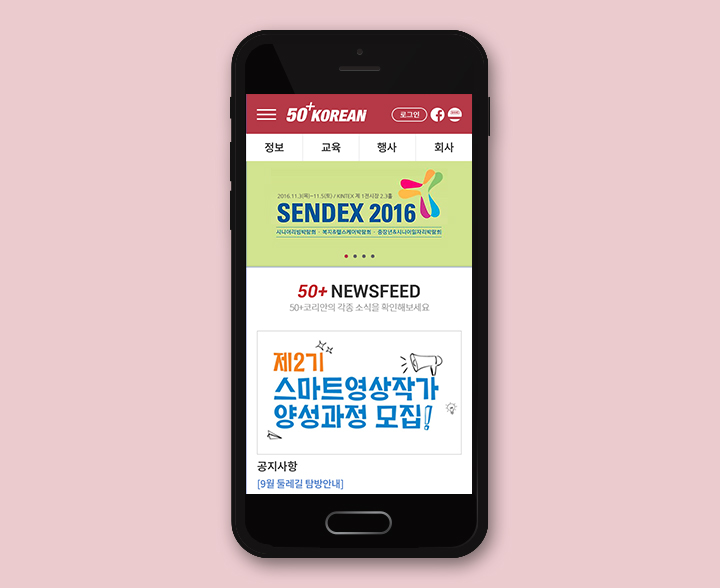 50+KOREAN
로그인
정보 교육 행사 회사
2016.11.3(목)~11.5(토) / KINTEX 제 1전시장 2,3홀
SENDEX 2016
시니어리빙박람회 · 복지&헬스케어박람회 · 중장년&시니어일자리박람회
50+ NEWSFEED
50+코리안의 각종 소식을 확인해보세요
제2기
스마트영상작가
양성과정 모집!
공지사항
[9월 둘레길 탐방안내]